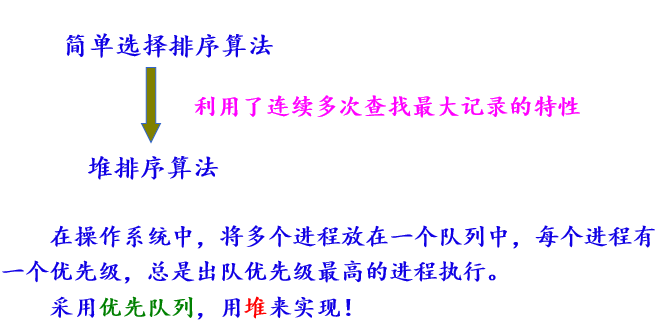 简单选择排序算法
利用了连续多次查找最大记录的特性
堆排序算法
在操作系统中，将多个进程放在一个队列中，每个进程有
一个优先级，总是出队优先级最高的进程执行。
采用优先队列，用堆来实现！